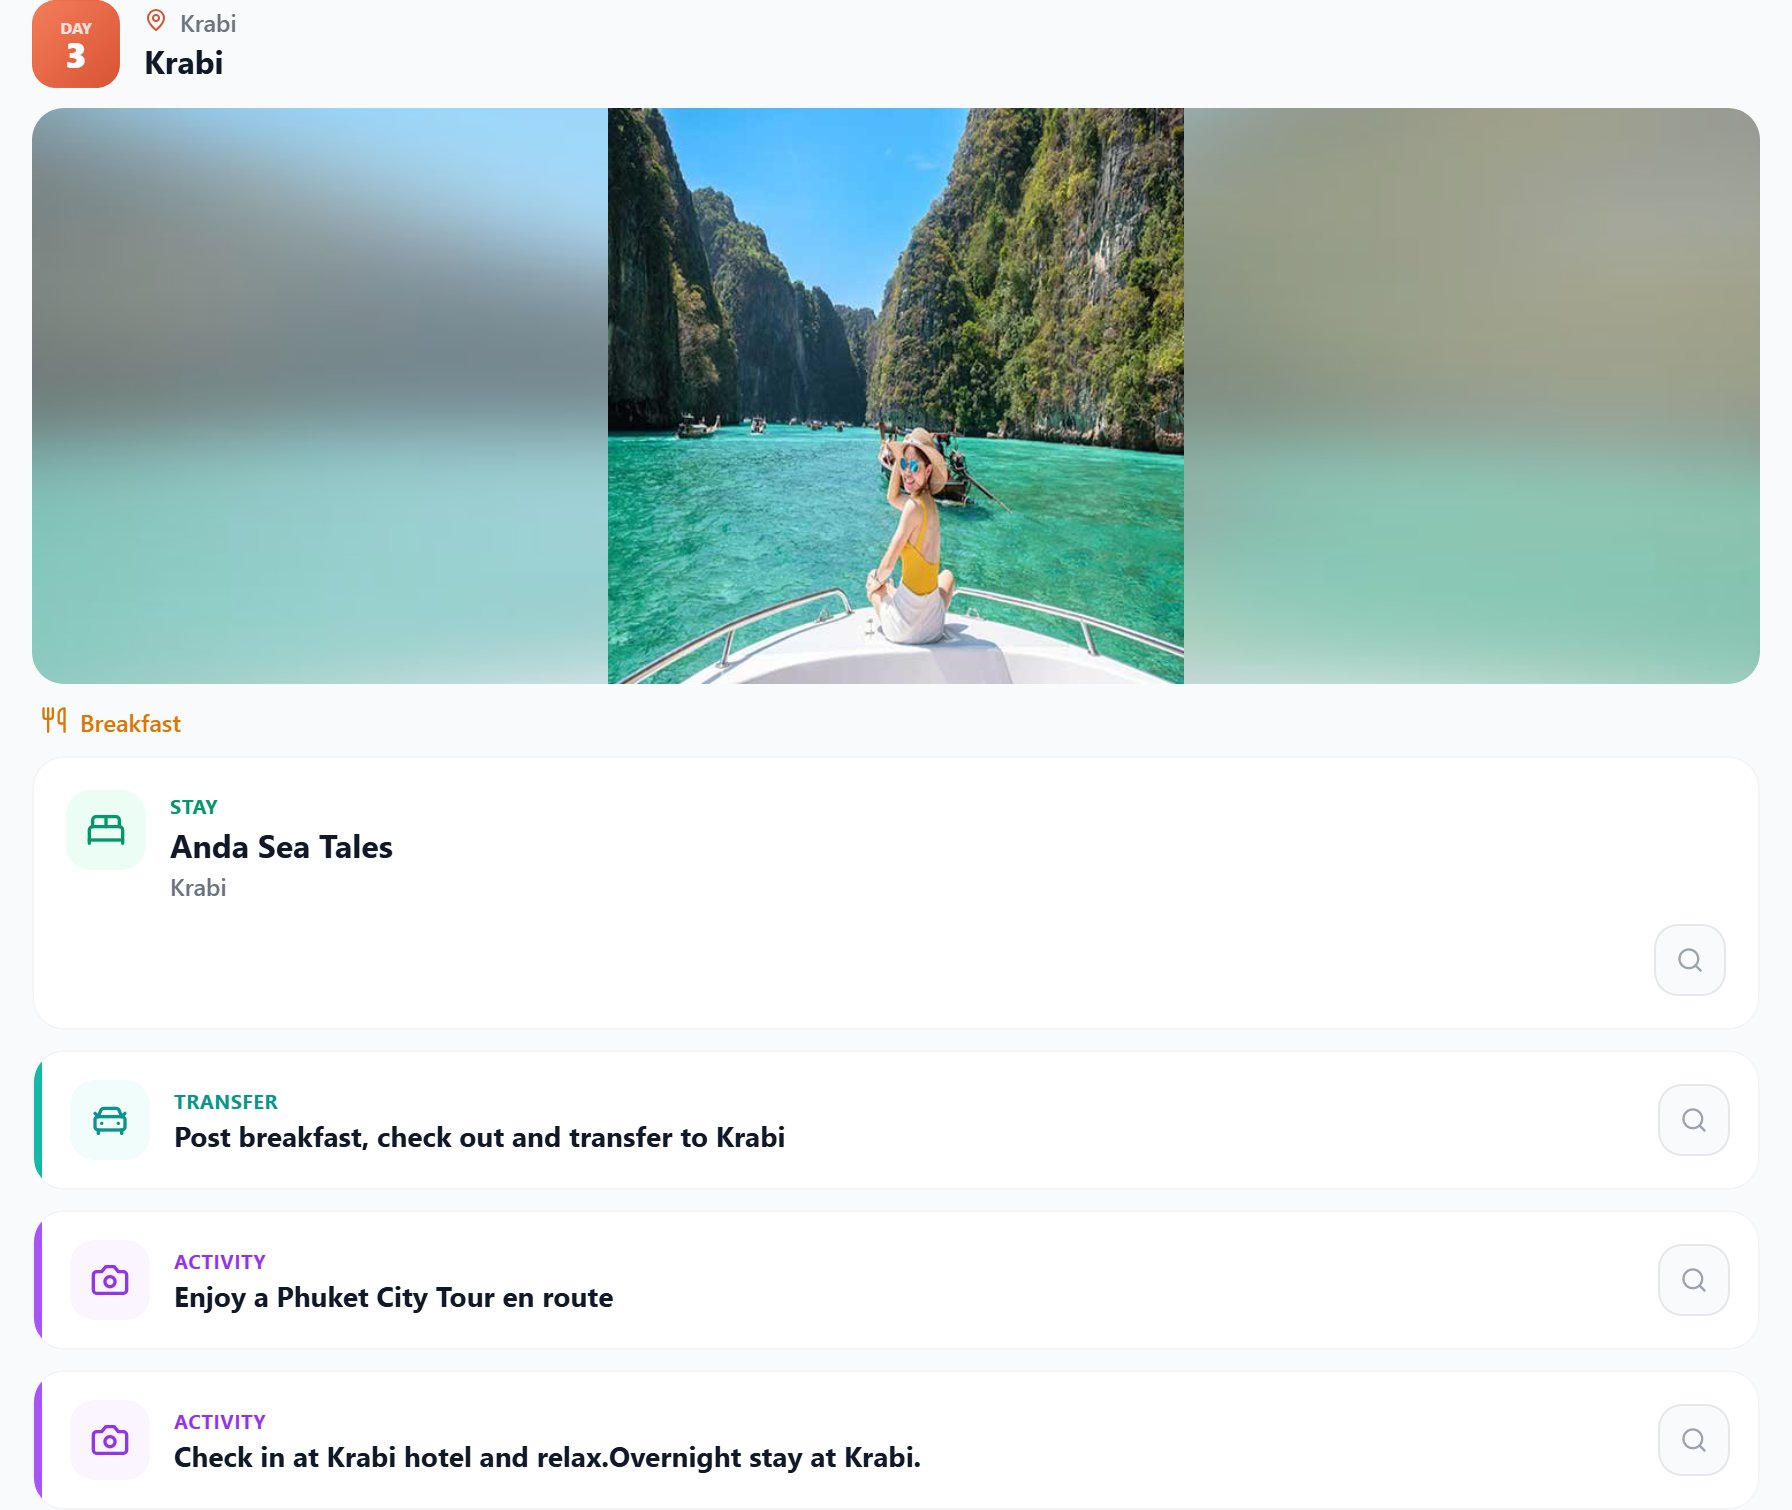 DAY
3
Krabi
Krabi
Breakfast
STAY
Anda Sea Tales
Krabi
TRANSFER
Post breakfast, check out and transfer to Krabi
ACTIVITY
Enjoy a Phuket City Tour en route
ACTIVITY
Check in at Krabi hotel and relax.Overnight stay at Krabi.